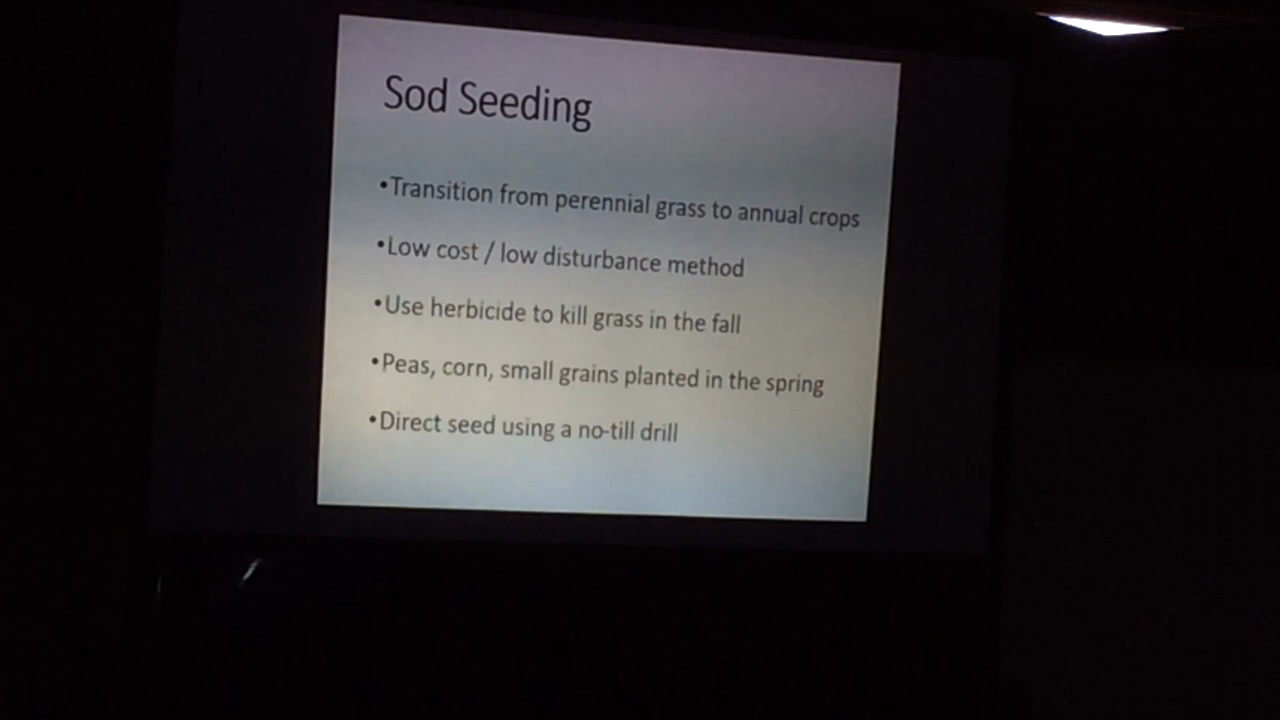 Sod Seeding
•Transition from perennial grass to annual crops
•Low cost / low disturbance method
•Use herbicide to kill grass in the fall
•Peas, corn, small grains planted in the spring
•Direct seed using a no-till drill